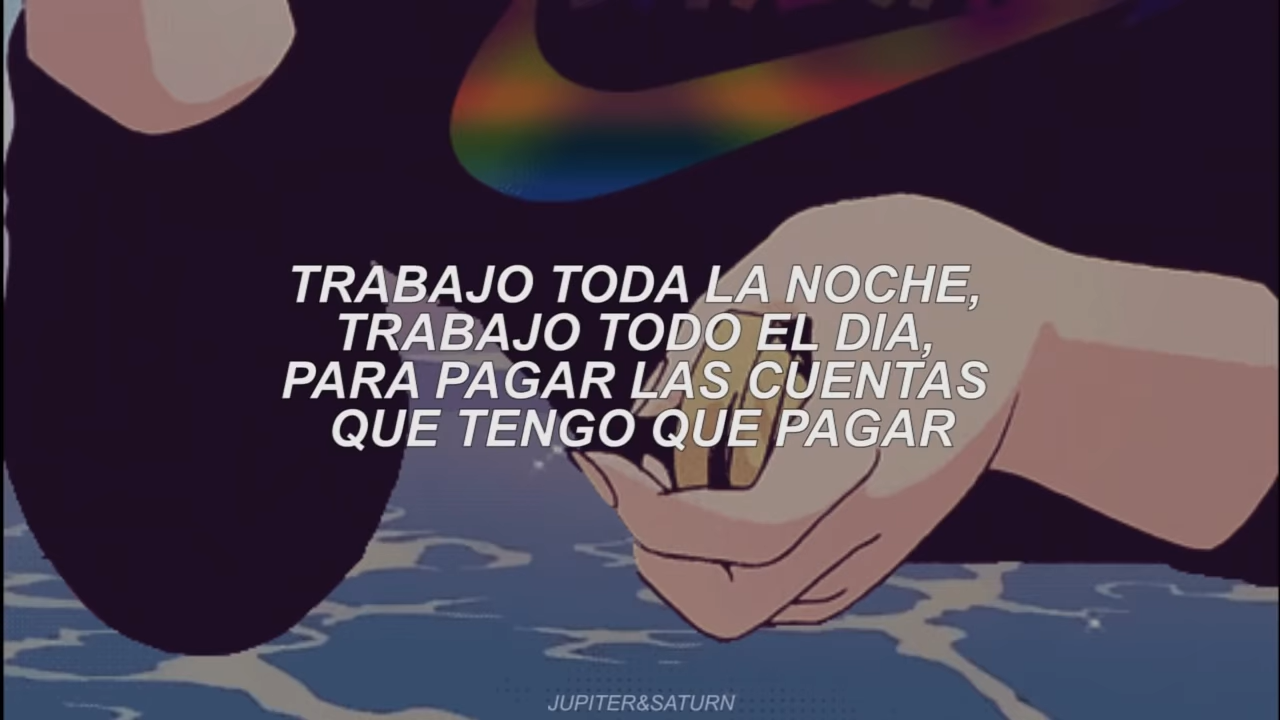 TRABAJO TODA LA NOCHE,
TRABAJO TODO EL DIA,
PARA PAGAR LAS CUENTAS
QUE TENGO QUE PAGAR
JUPITER&SATURN